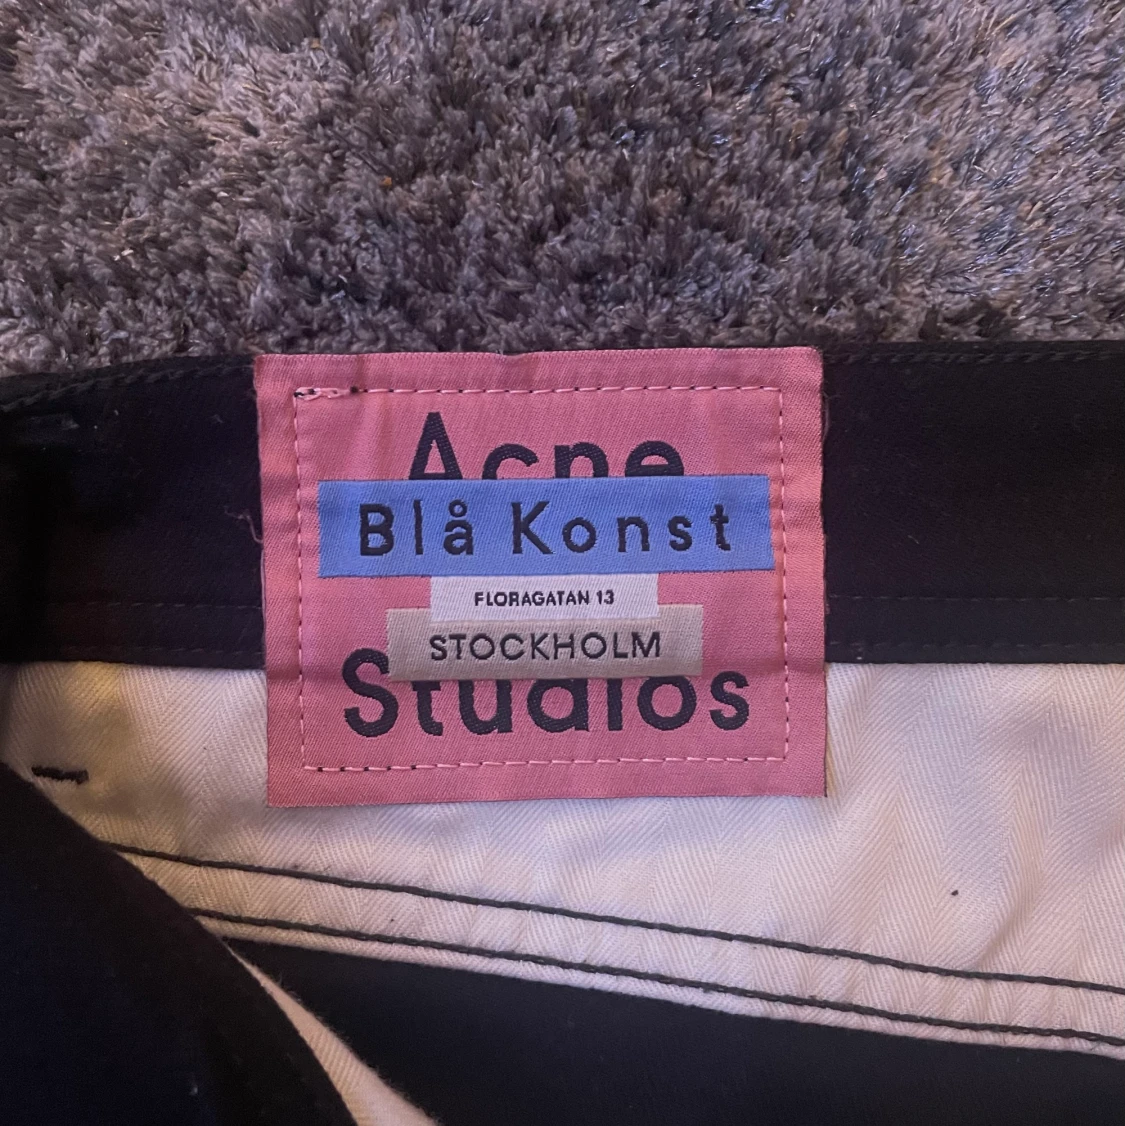 Acne
Blå Konst
FLORAGATAN 13
STOCKHOLM
Studios